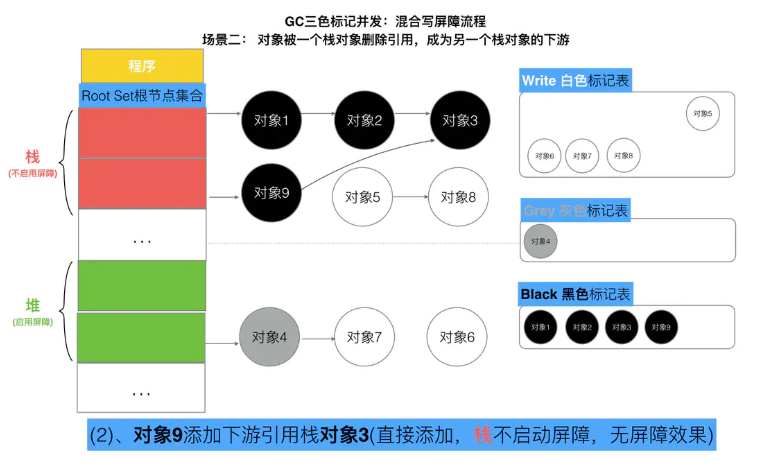 GC三色标记并发：混合写屏障流程
场景二： 对象被一个栈对象删除引用，成为另一个栈对象的下游
程序
Root Set根节点集合
栈
(不启用屏障)
...
堆
(启用屏障)
...
对象1
对象2
对象3
对象9
对象5
对象8
对象4
对象7
对象6
Write 白色标记表
对象5
对象6
对象7
对象8
Grey 灰色标记表
对象4
Black 黑色标记表
对象1
对象2
对象3
对象9
(2)、对象9添加下游引用栈对象3(直接添加，栈不启动屏障，无屏障效果)